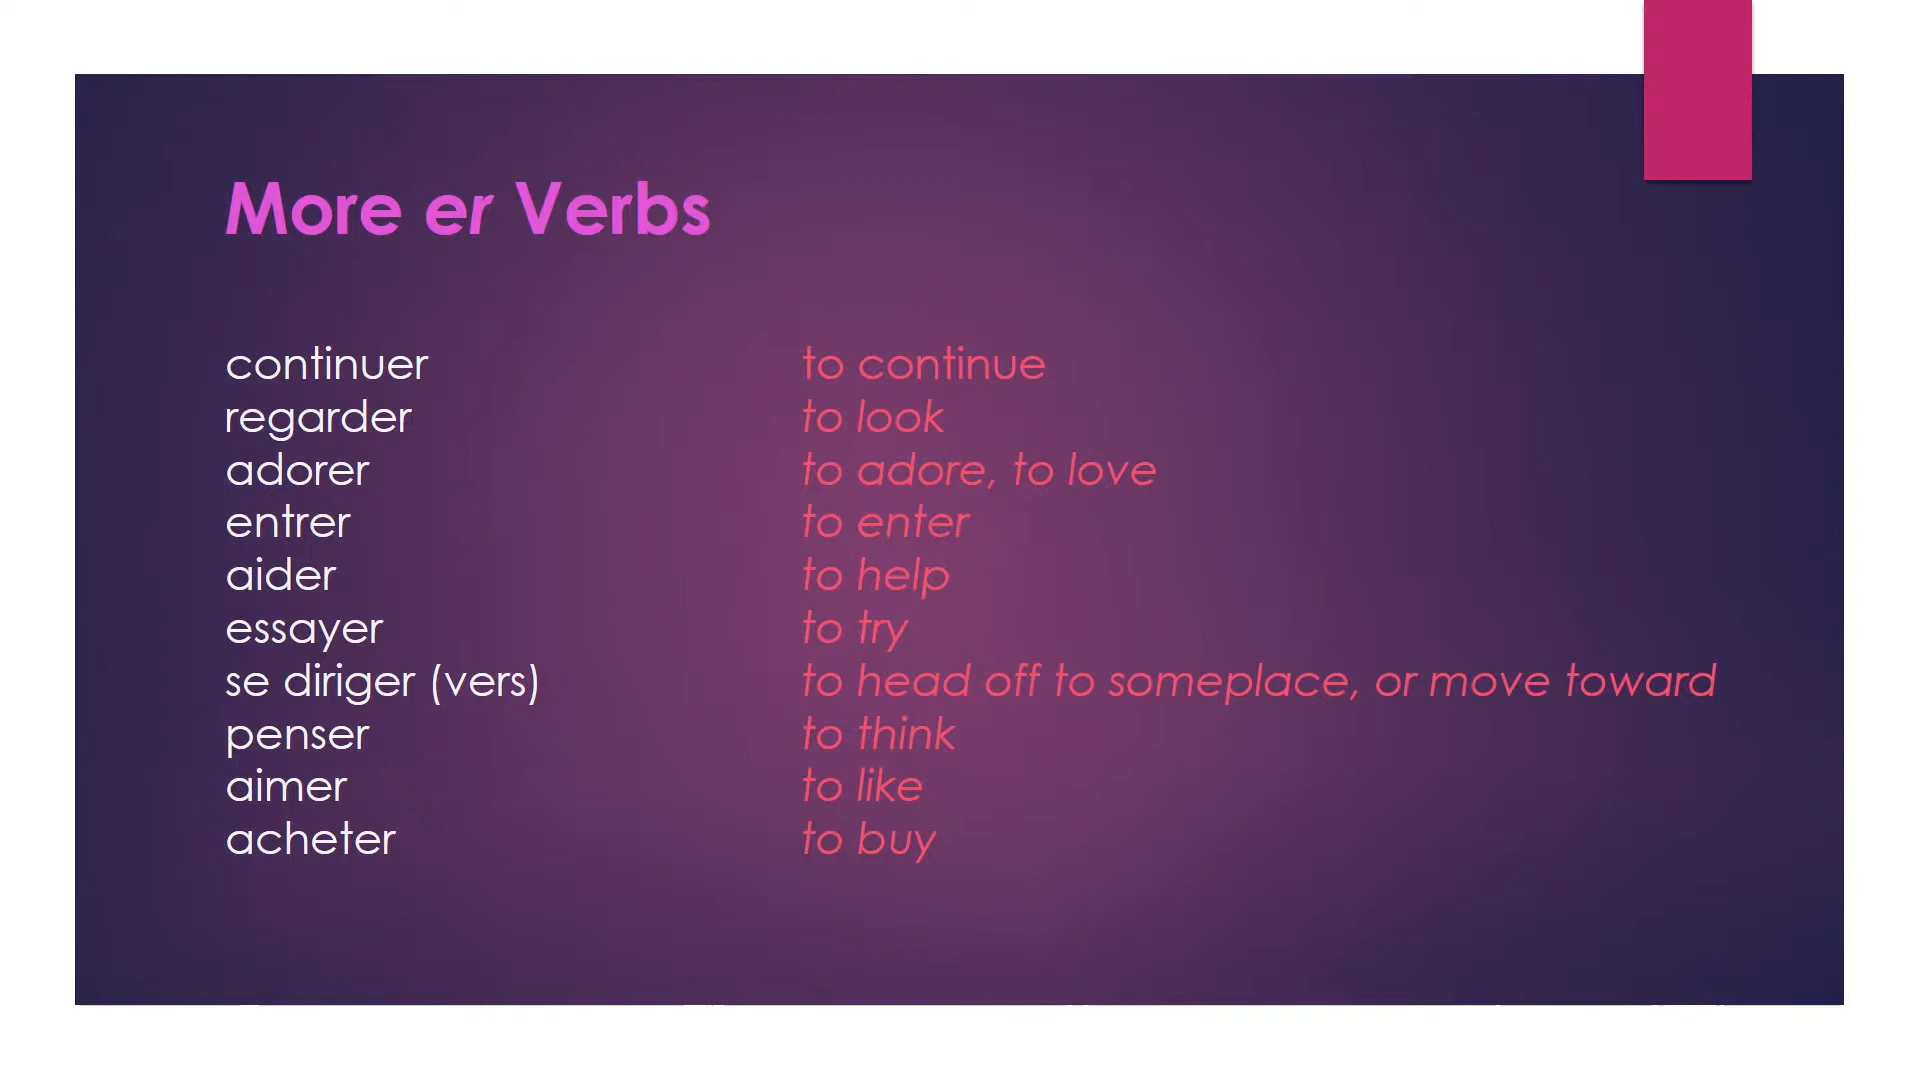 More er Verbs
continuer to continue
regarder to look
adorer to adore, to love
entrer to enter
aider to help
essayer to try
se diriger (vers) to head off to someplace, or move toward
penser to think
aimer to like
acheter to buy